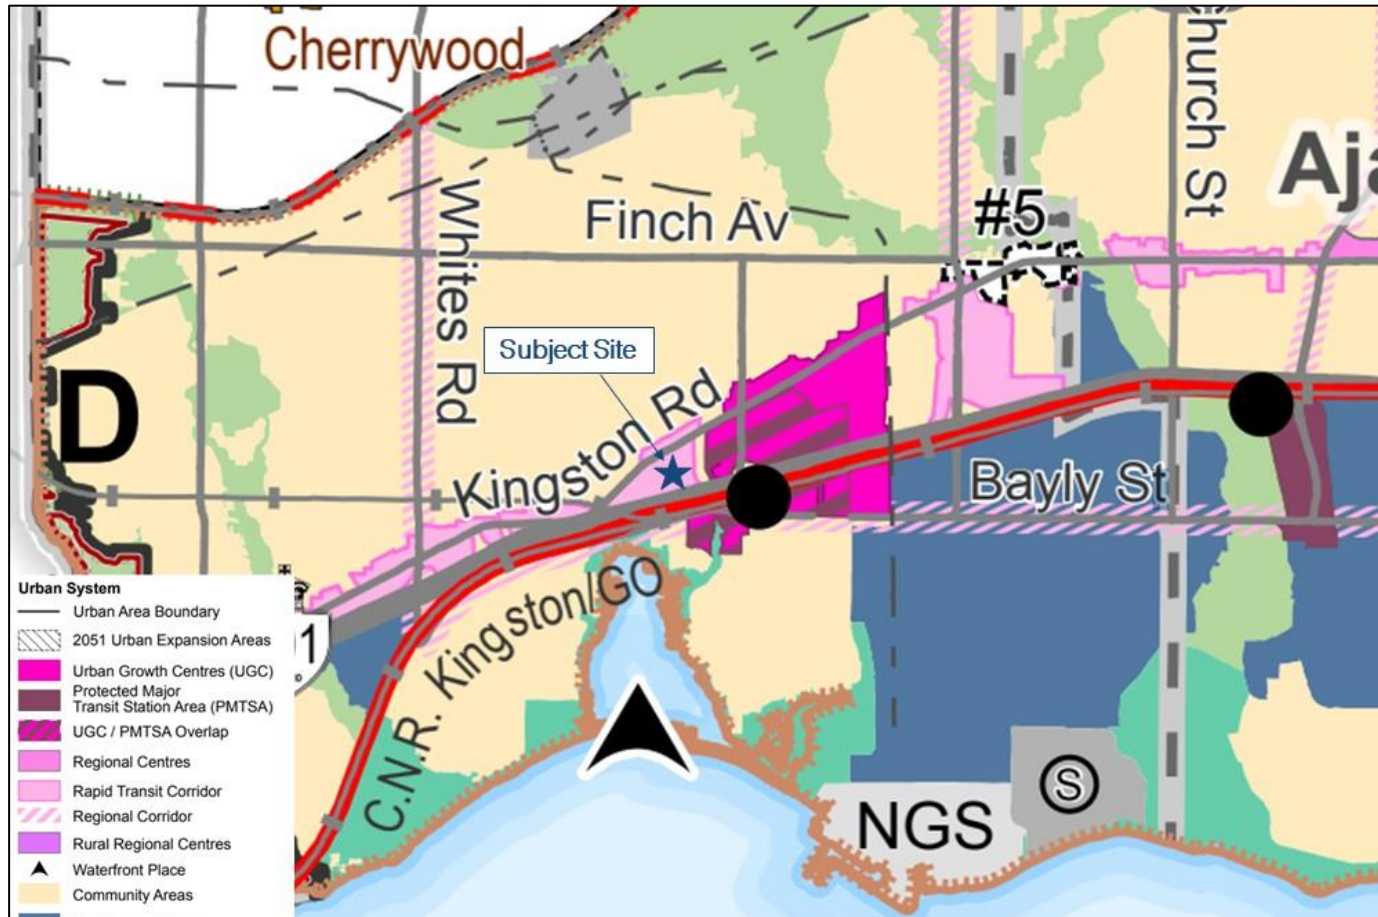 Cherrywood
Church St
Aja
Whites Rd
Finch Av
#5
Subject Site
D
Kingston Rd
Bayly St
C.N.R. Kingston/GO
1
NGS
S
Urban System
Urban Area Boundary
2051 Urban Expansion Areas
Urban Growth Centres (UGC)
Protected Major
Transit Station Area (PMTSA)
UGC / PMTSA Overlap
Regional Centres
Rapid Transit Corridor
Regional Corridor
Rural Regional Centres
Waterfront Place
Community Areas